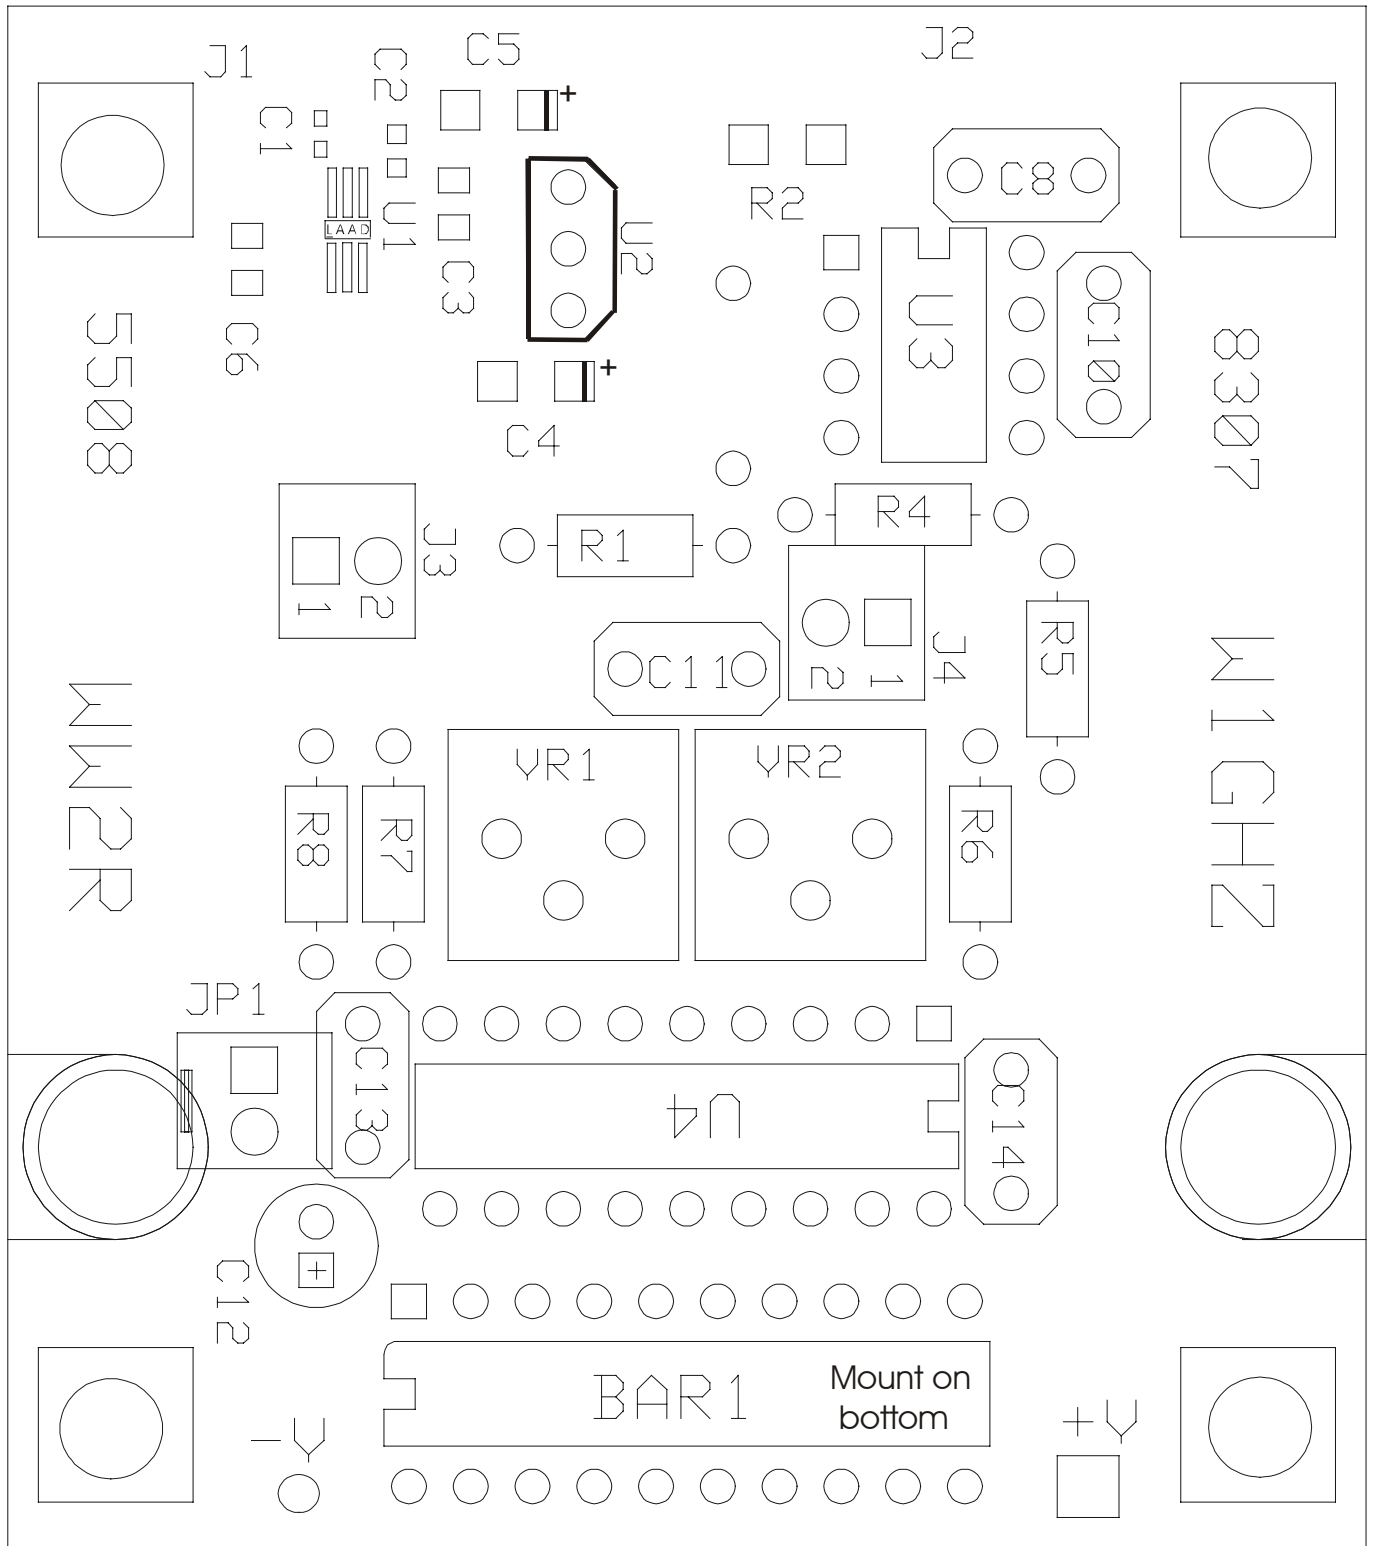 J1
C5
J2
C2
+
C1
C8
R2
U1
LAAD
U2
C3
C10
U3
5508
C6
8307
+
C4
R4
J3
R1
1
2
R5
W1GHZ
J4
C11
2
1
WW2R
VR1
VR2
R8
R7
R6
JP1
C13
U4
C14
+
C12
BAR1
Mount on
bottom
V-
V+